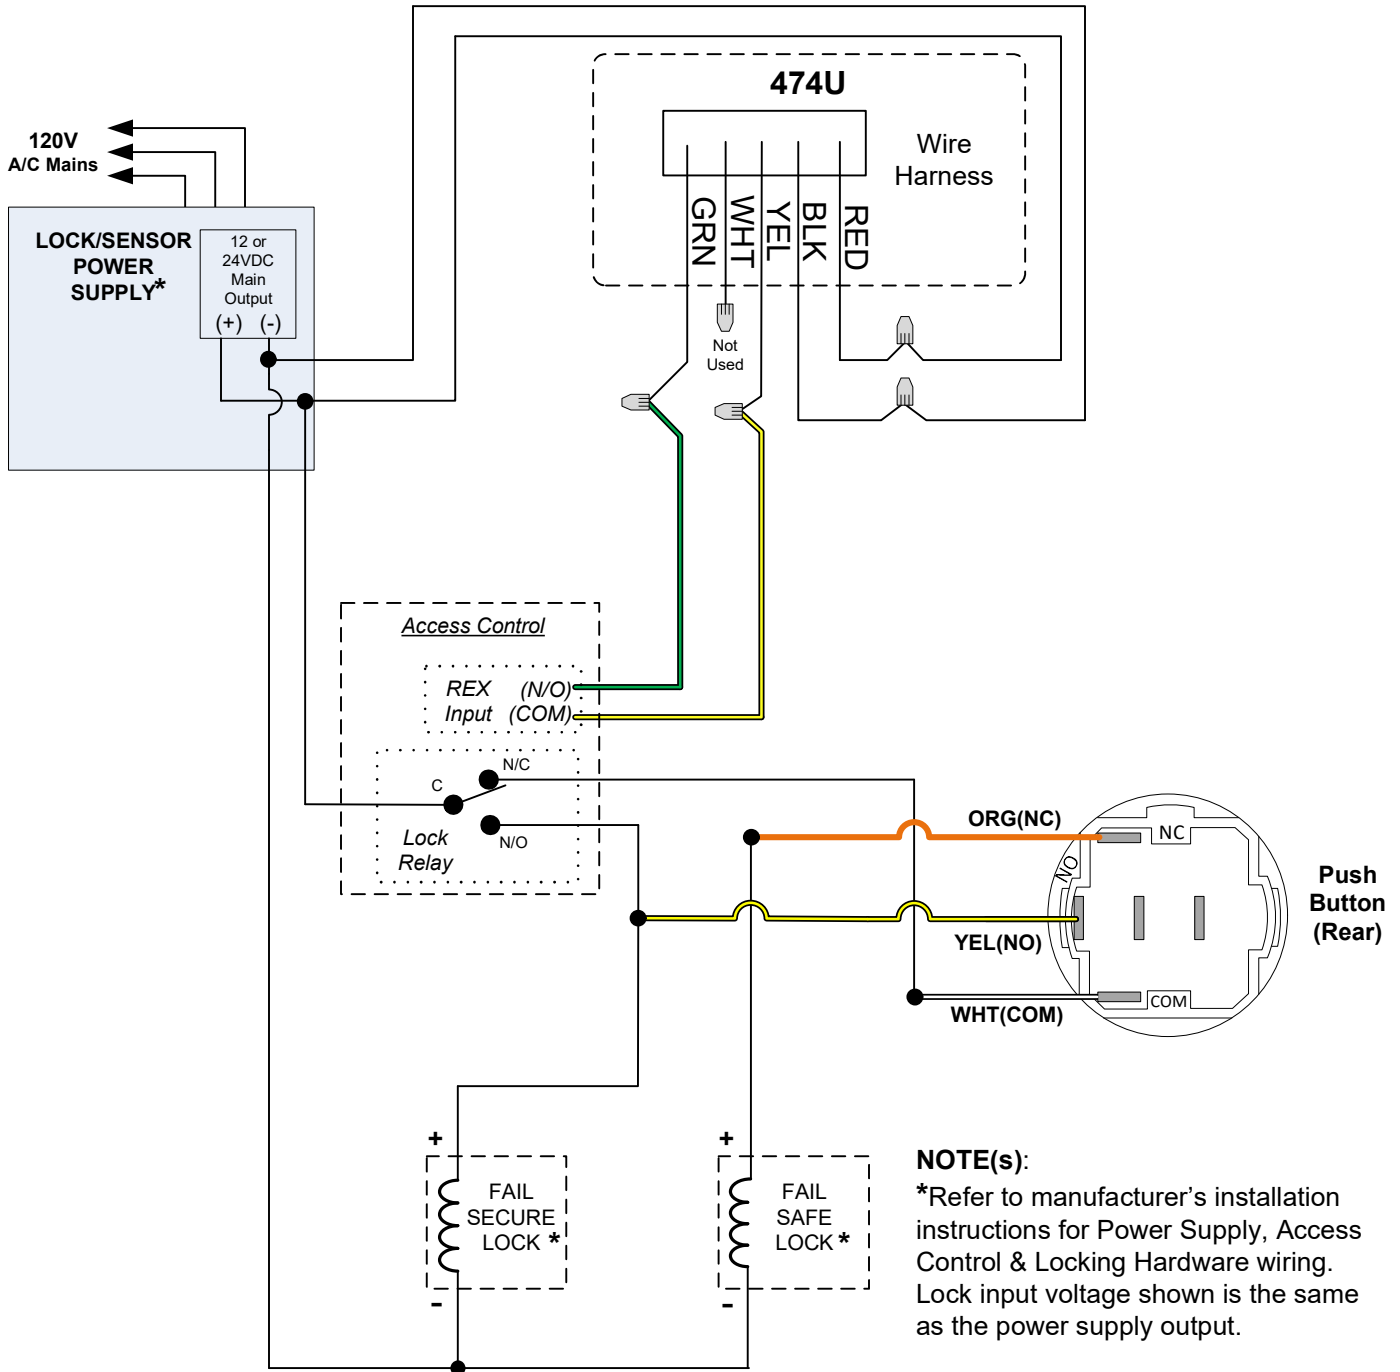 474U
Wire
Harness
GRN
WHT
YEL
BLK
RED
120V
A/C Mains
LOCK/SENSOR
POWER
SUPPLY*
12 or
24VDC
Main
Output
(+) (-)
Not
Used
Access Control
REX (N/O)
Input (COM)
N/C
C
N/O
Lock
Relay
ORG(NC)
YEL(NO)
WHT(COM)
NC
NO
COM
Push
Button
(Rear)
+
FAIL
SECURE
LOCK *
-
+
FAIL
SAFE
LOCK *
-
NOTE(s):
*Refer to manufacturer’s installation
instructions for Power Supply, Access
Control & Locking Hardware wiring.
Lock input voltage shown is the same
as the power supply output.